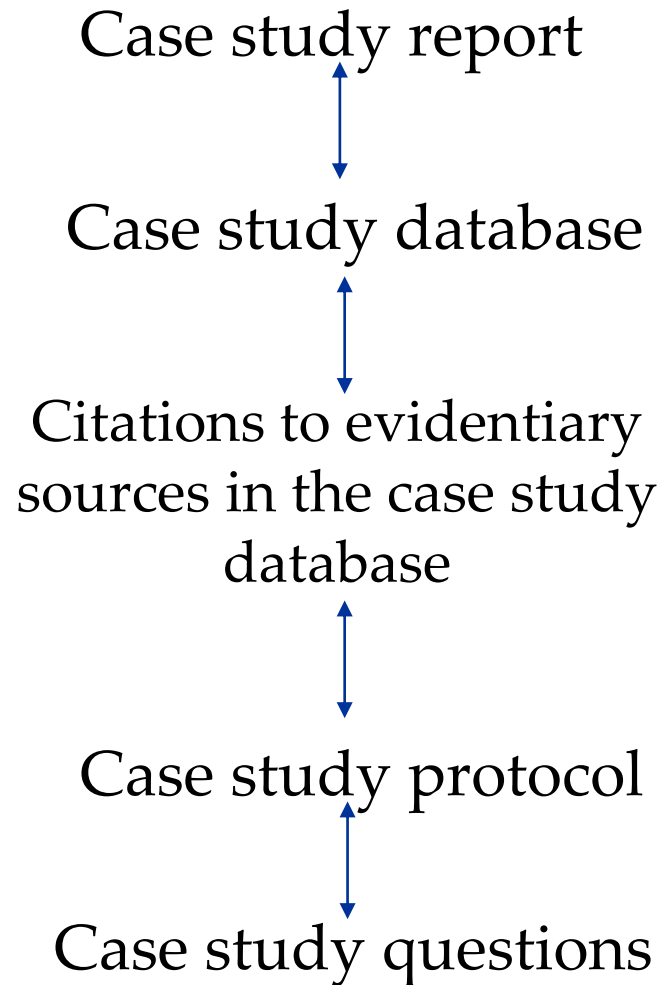 Case study report
Case study database
Citations to evidentiary
sources in the case study
database
Case study protocol
Case study questions